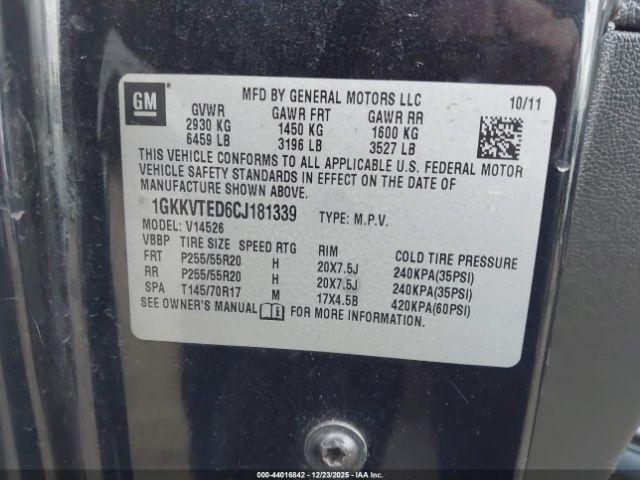 GM
MFD BY GENERAL MOTORS LLC 10/11
GVWR GAWR FRT GAWR RR
2930 KG 1450 KG 1600 KG
6459 LB 3196 LB 3527 LB
THIS VEHICLE CONFORMS TO ALL APPLICABLE U.S. FEDERAL MOTOR
VEHICLE SAFETY STANDARDS IN EFFECT ON THE DATE OF
MANUFACTURE SHOWN ABOVE.
1GKKVTED6CJ181339 TYPE: M.P.V.
MODEL: V14526
VBBP TIRE SIZE SPEED RTG RIM COLD TIRE PRESSURE
FRT P255/55R20 H 20X7.5J 240KPA(35PSI)
RR P255/55R20 H 20X7.5J 240KPA(35PSI)
SPA T145/70R17 M 17X4.5B 420KPA(60PSI)
SEE OWNER'S MANUAL FOR MORE INFORMATION.
IAA 44016842 - 12/23/2025 - IAAI.COM